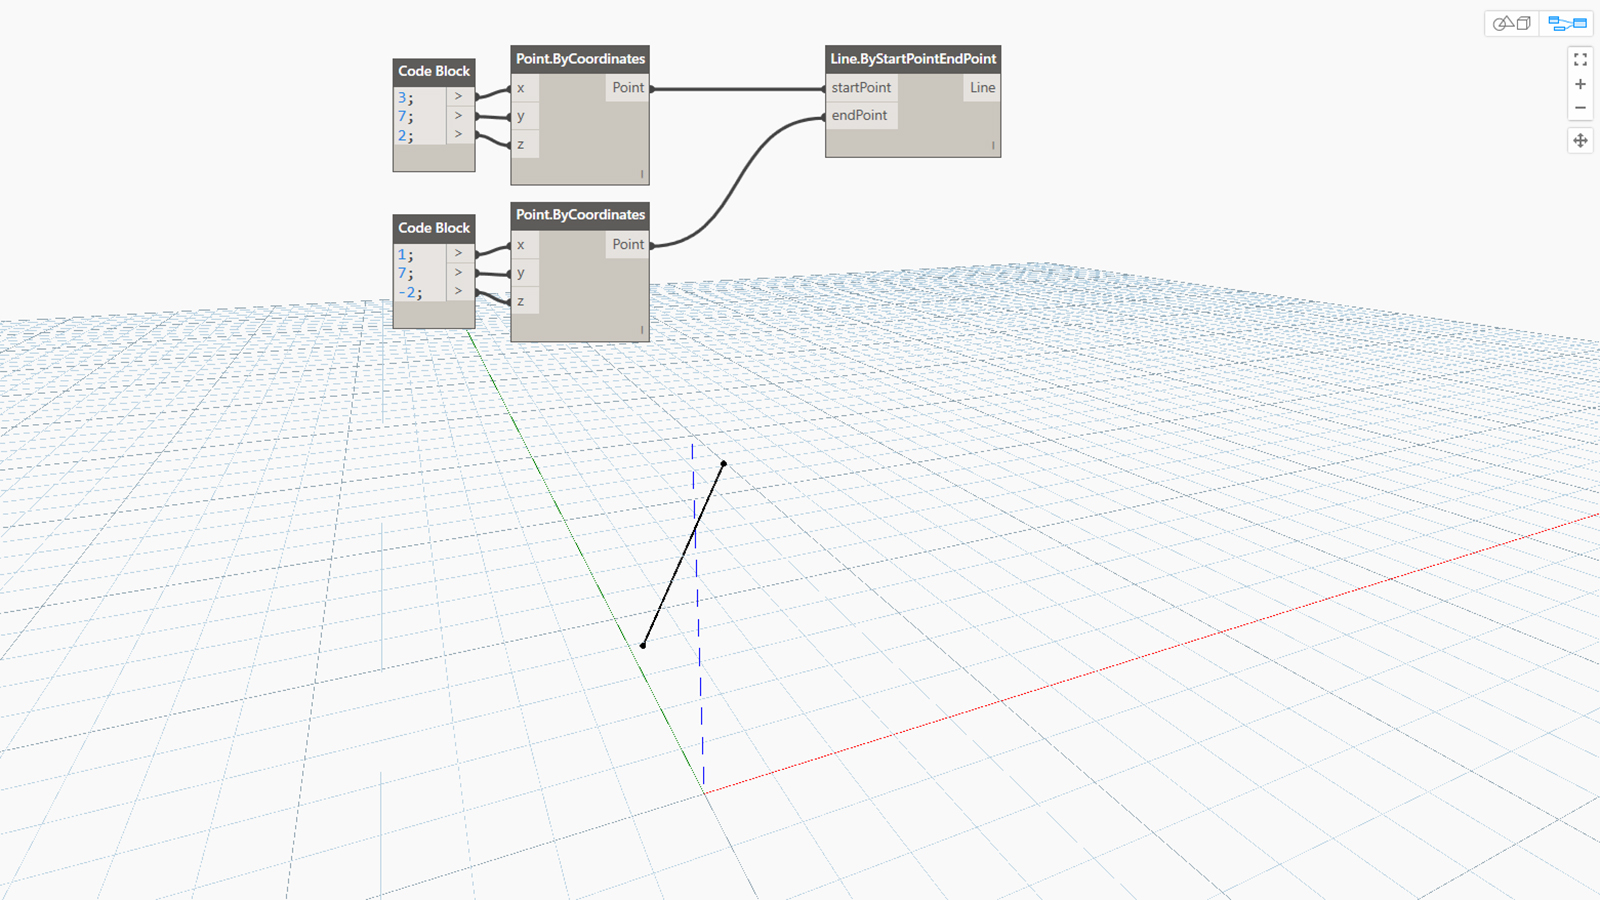 Code Block
3; >
7; >
2; >
Point.ByCoordinates
x Point
y
z
Line.ByStartPointEndPoint
startPoint Line
endPoint
Code Block
1; >
7; >
-2; >
Point.ByCoordinates
x Point
y
z